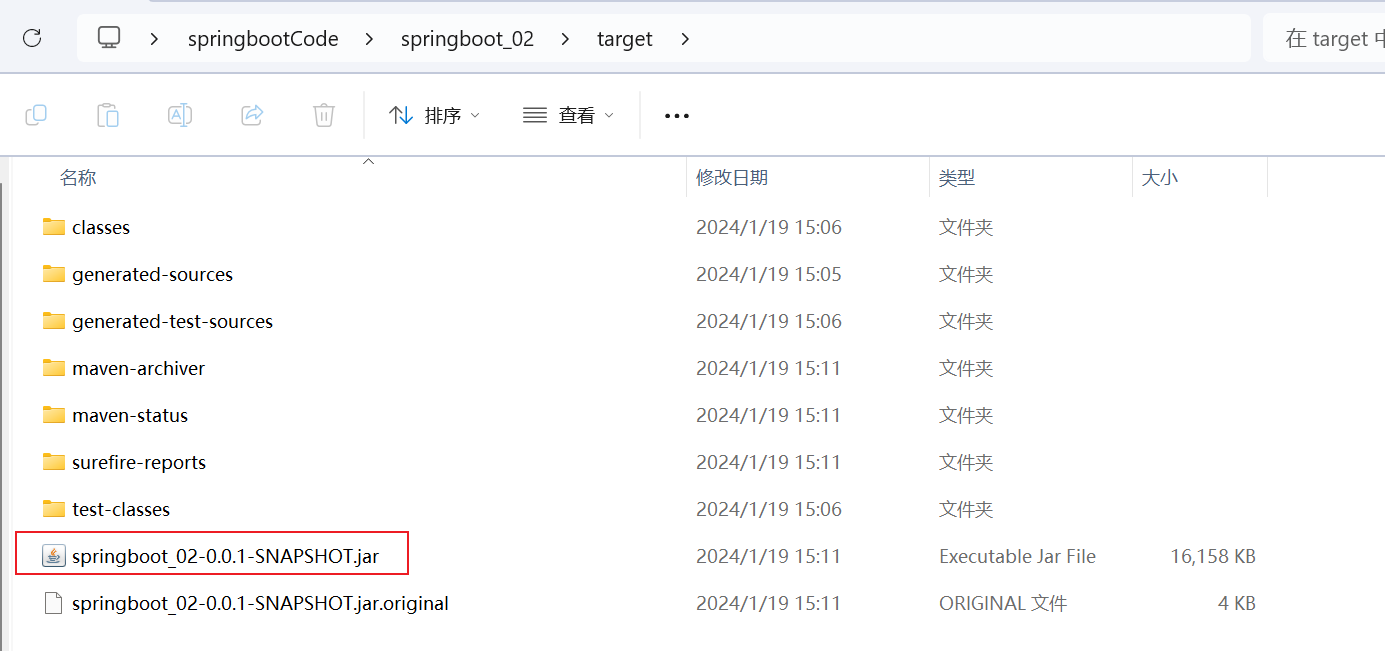 springbootCode springboot_02 target 在 target 中
排序 查看
名称 修改日期 类型 大小
classes 2024/1/19 15:06 文件夹
generated-sources 2024/1/19 15:05 文件夹
generated-test-sources 2024/1/19 15:06 文件夹
maven-archiver 2024/1/19 15:11 文件夹
maven-status 2024/1/19 15:11 文件夹
surefire-reports 2024/1/19 15:11 文件夹
test-classes 2024/1/19 15:06 文件夹
springboot_02-0.0.1-SNAPSHOT.jar 2024/1/19 15:11 Executable Jar File 16,158 KB
springboot_02-0.0.1-SNAPSHOT.jar.original 2024/1/19 15:11 ORIGINAL 文件 4 KB